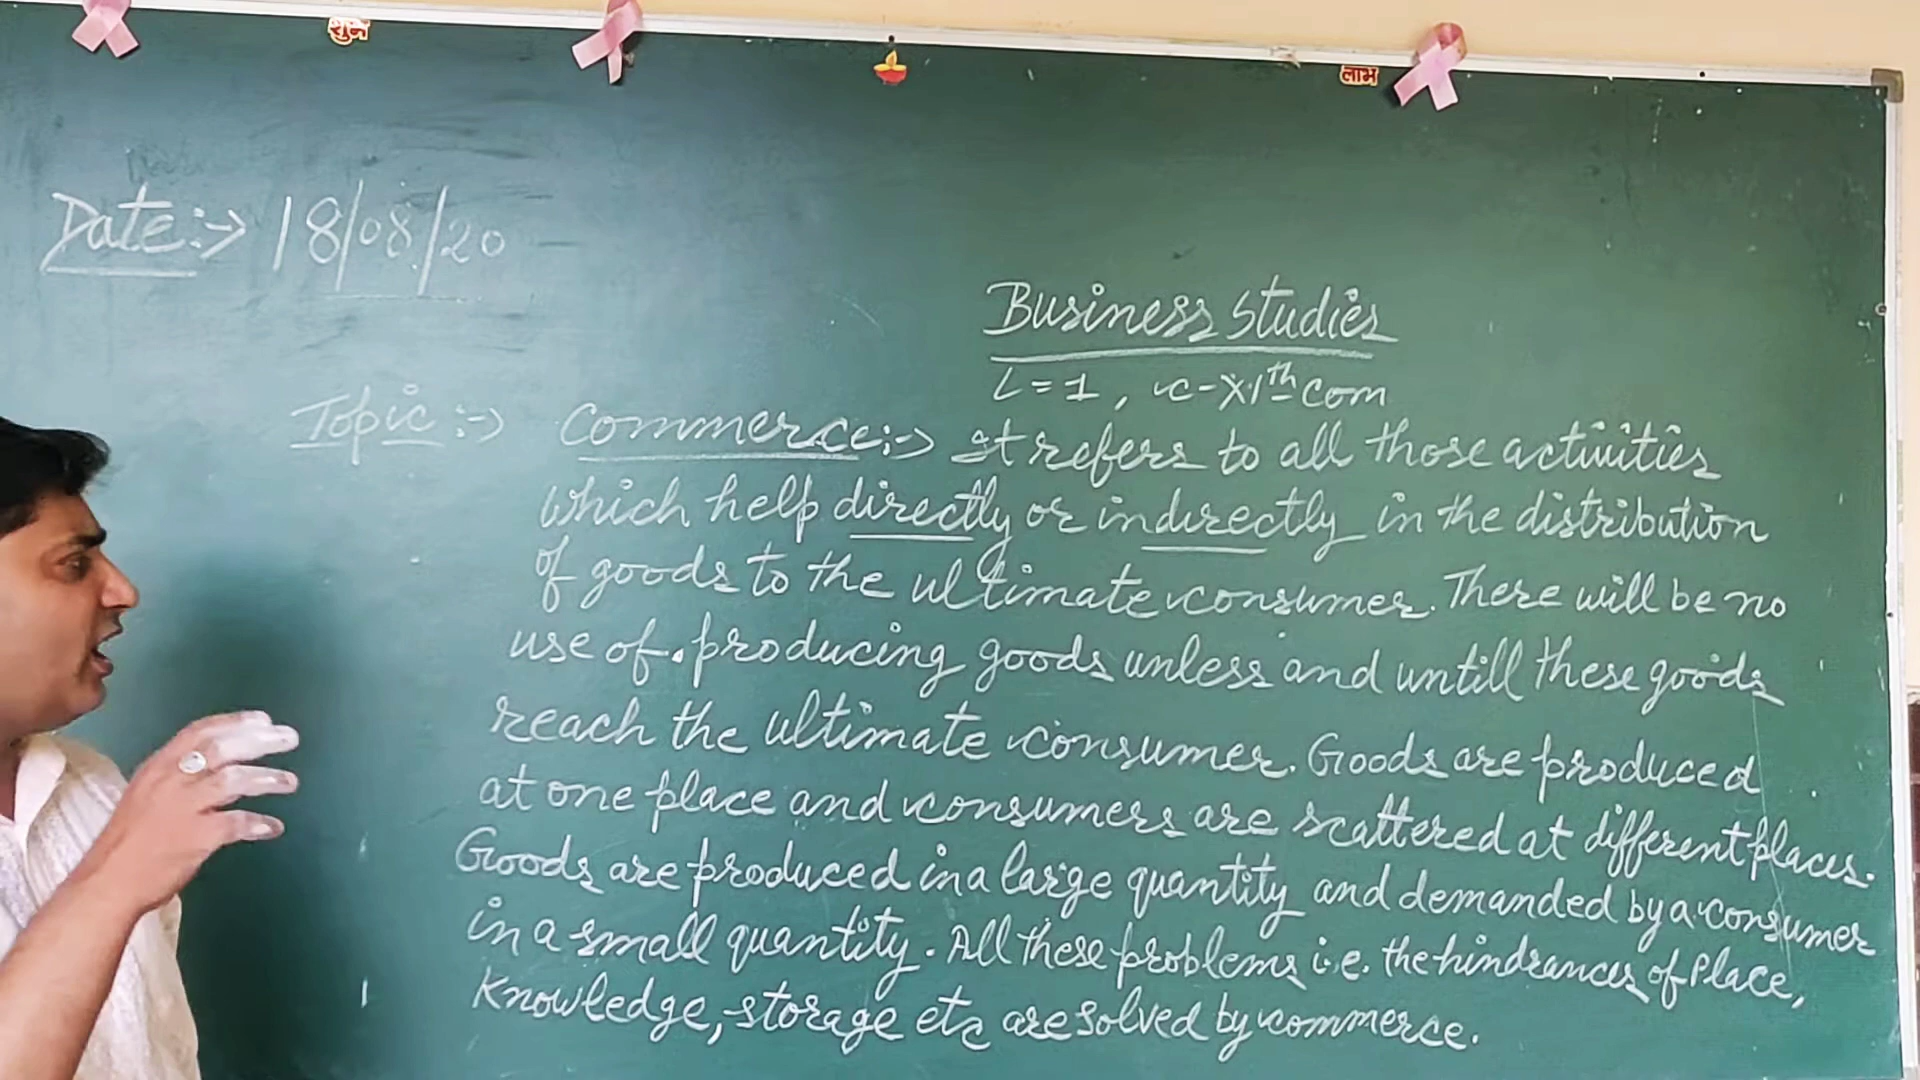 शुभ
लाभ
Date:-> 18/08/20
Business Studies
L=1, C-XIth com
Topic:-> Commerce:-> It refers to all those activities
which help directly or indirectly in the distribution
of goods to the ultimate consumer. There will be no
use of producing goods unless and untill these goods
reach the ultimate consumer. Goods are produced
at one place and consumers are scattered at different places.
Goods are produced in a large quantity and demanded by a consumer
in a small quantity. All these problems i.e. the hindrances of Place,
Knowledge, storage etc are solved by commerce.